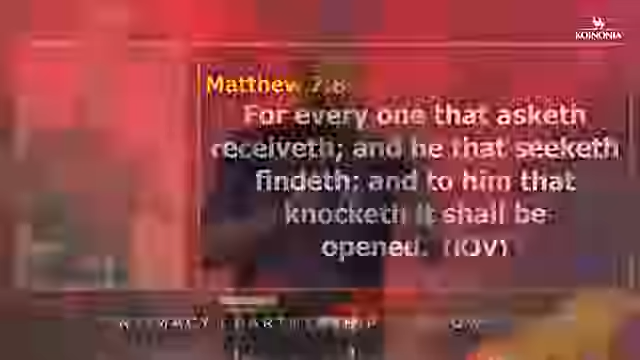 KOINONIA
Matthew 7:8
For every one that asketh
receiveth; and he that seeketh
findeth; and to him that
knocketh it shall be
opened. (KJV)